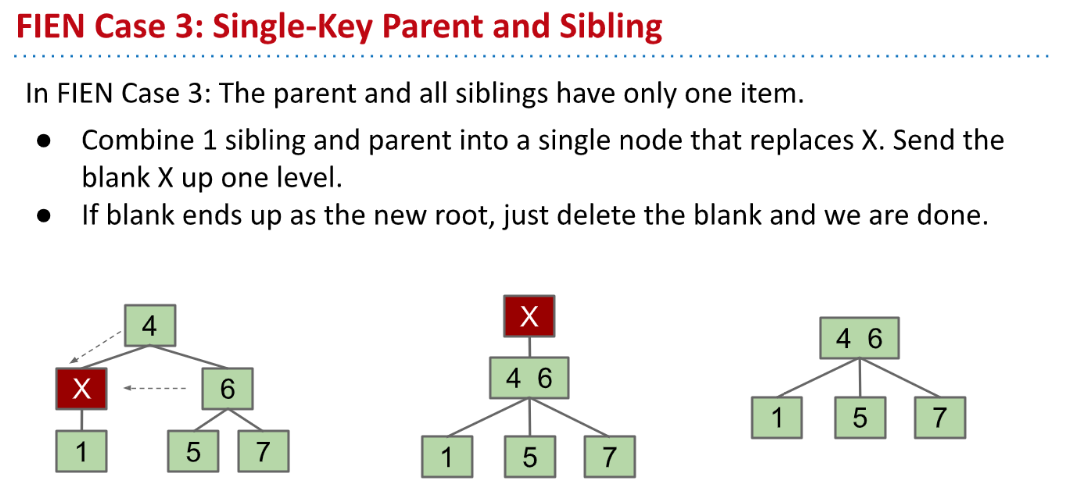 FIEN Case 3: Single-Key Parent and Sibling
In FIEN Case 3: The parent and all siblings have only one item.
● Combine 1 sibling and parent into a single node that replaces X. Send the
blank X up one level.
● If blank ends up as the new root, just delete the blank and we are done.
4
X 6
1 5 7
X
4 6
1 5 7
4 6
1 5 7